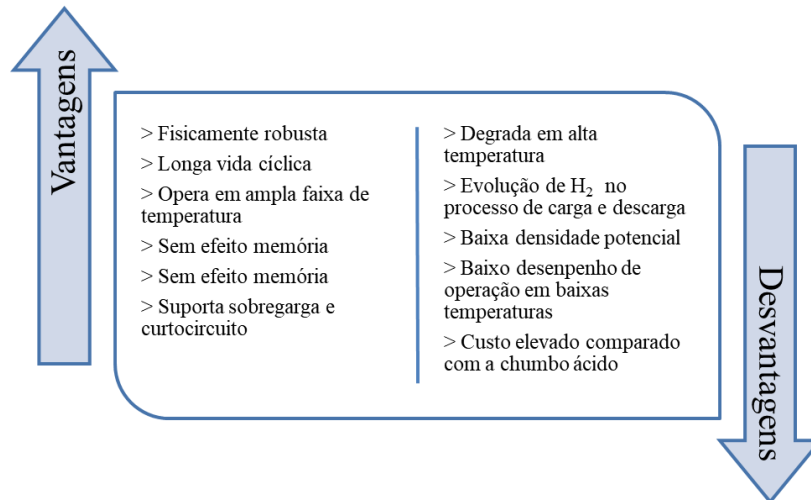 Vantagens
> Fisicamente robusta
> Longa vida cíclica
> Opera em ampla faixa de
temperatura
> Sem efeito memória
> Sem efeito memória
> Suporta sobregarga e
curtocircuito
> Degrada em alta
temperatura
> Evolução de H₂ no
processo de carga e descarga
> Baixa densidade potencial
> Baixo desenpenho de
operação em baixas
temperaturas
> Custo elevado comparado
com a chumbo ácido
Desvantagens